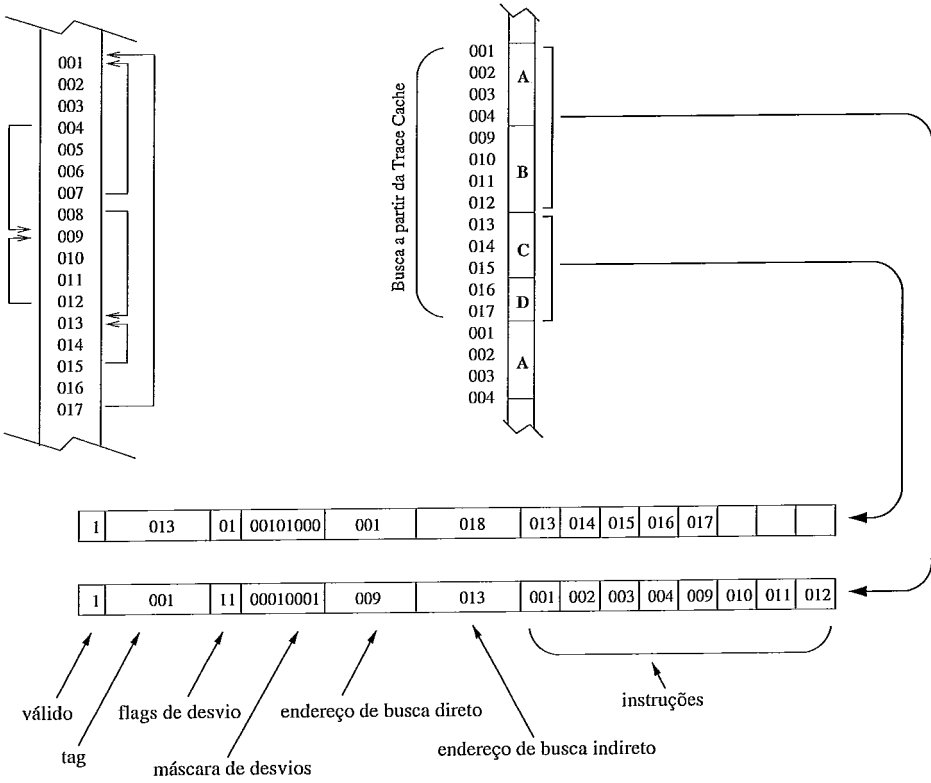 001
002
003
004
005
006
007
008
009
010
011
012
013
014
015
016
017
Busca a partir da Trace Cache
001
002
003
004
009
010
011
012
013
014
015
016
017
001
002
003
004
A
B
C
D
A
1 013 01 00101000 001 018 013 014 015 016 017
1 001 11 00010001 009 013 001 002 003 004 009 010 011 012
válido
tag
flags de desvio
máscara de desvios
endereço de busca direto
endereço de busca indireto
instruções